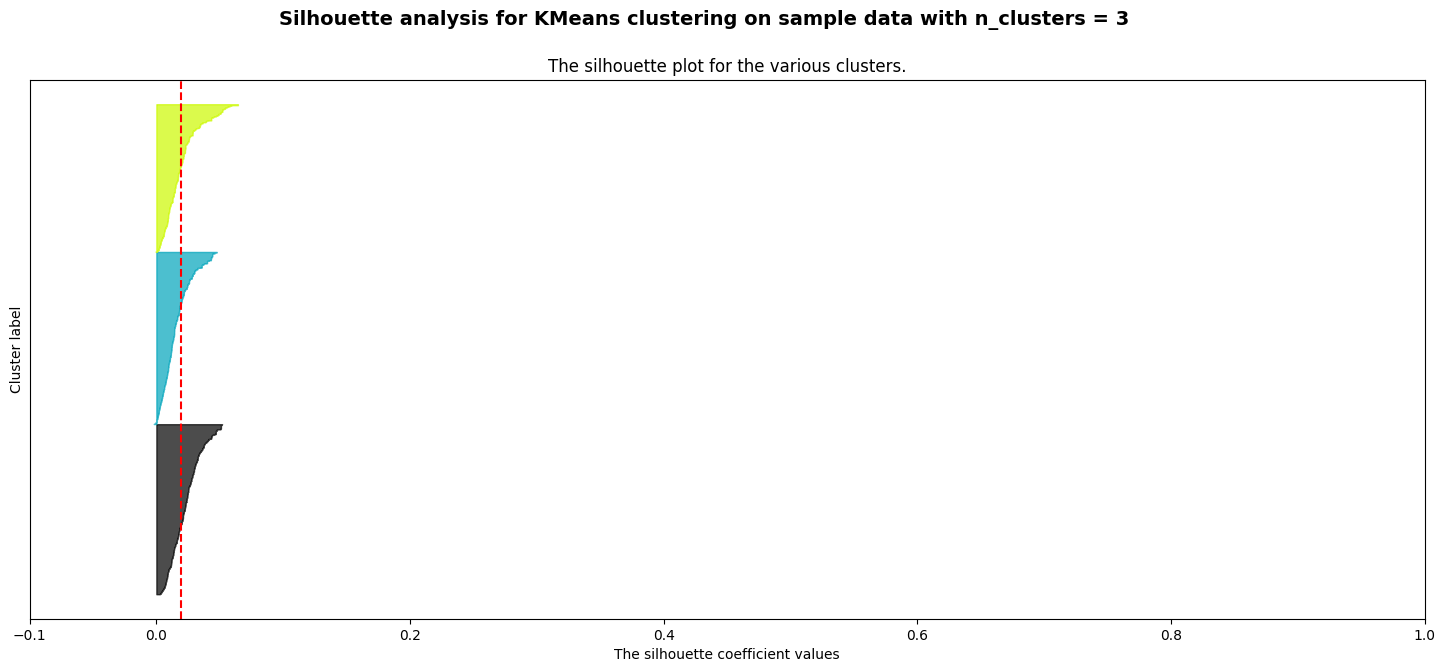 Silhouette analysis for KMeans clustering on sample data with n_clusters = 3
The silhouette plot for the various clusters.
Cluster label
−0.1 0.0 0.2 0.4 0.6 0.8 1.0
The silhouette coefficient values